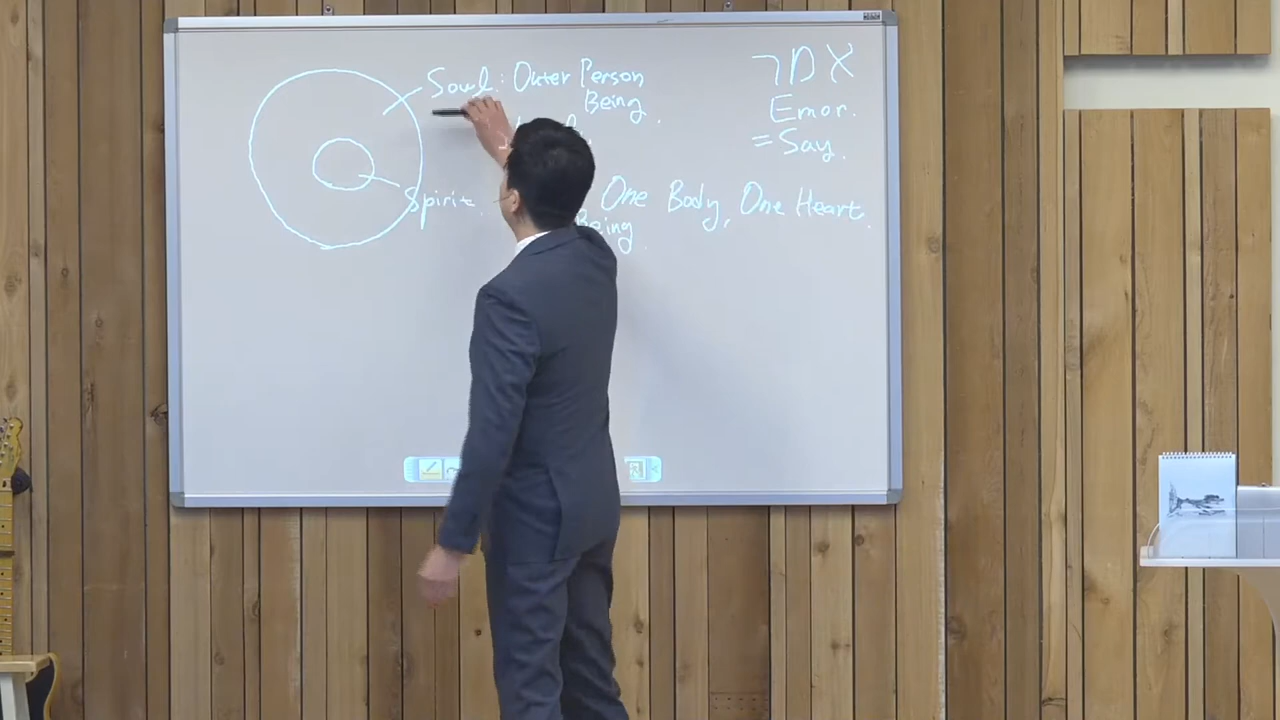 Soul: Outer Person
Being.
Spirit.
One Body, One Heart.
Being.
אמר
Emor.
= Say.